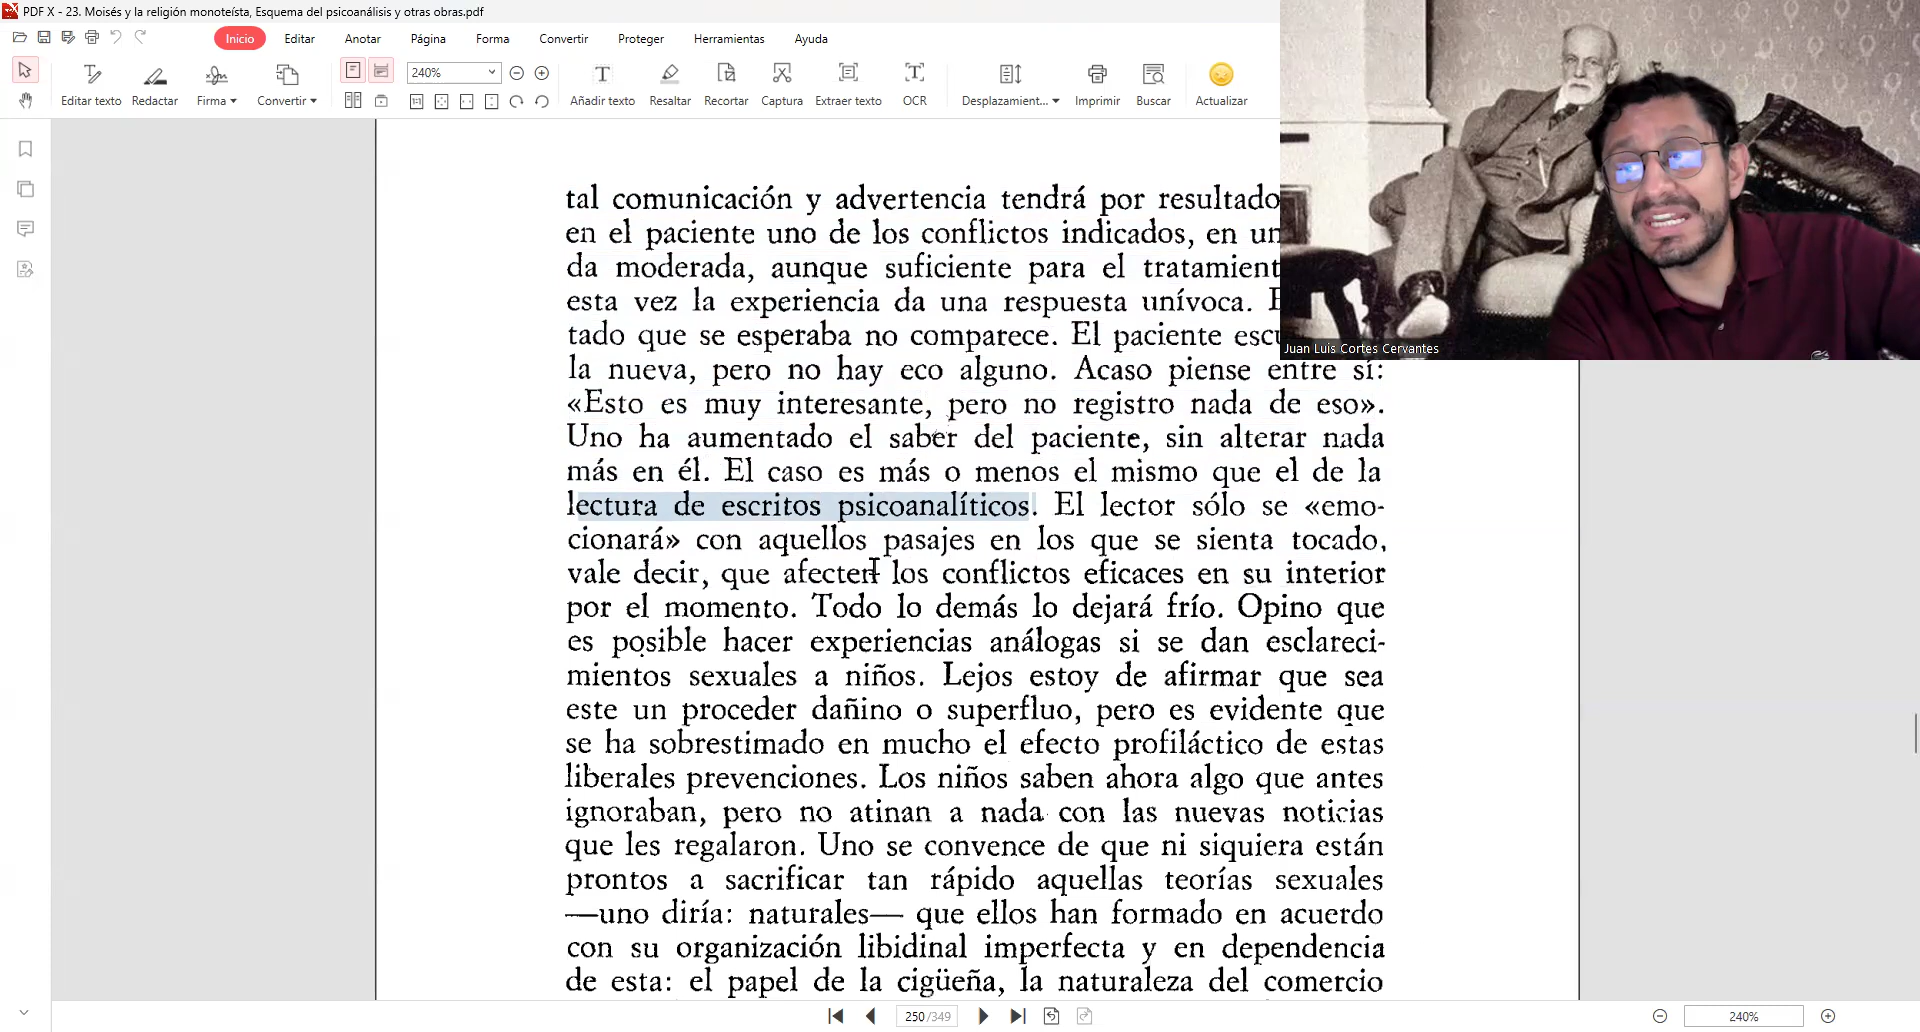 PDF X - 23. Moisés y la religión monoteísta, Esquema del psicoanálisis y otras obras.pdf
Inicio Editar Anotar Página Forma Convertir Proteger Herramientas Ayuda
240%
Editar texto Redactar Firma Convertir Añadir texto Resaltar Recortar Captura Extraer texto OCR Desplazamient... Imprimir Buscar Actualizar
Juan Luis Cortes Cervantes
tal comunicación y advertencia tendrá por resultado
en el paciente uno de los conflictos indicados, en
da moderada, aunque suficiente para el
esta vez la experiencia da una respuesta unívoca.
tado que se esperaba no comparece. El paciente
la nueva, pero no hay eco alguno. Acaso piense entre sí:
«Esto es muy interesante, pero no registro nada de eso».
Uno ha aumentado el saber del paciente, sin alterar nada
más en él. El caso es más o menos el mismo que el de la
lectura de escritos psicoanalíticos. El lector sólo se «emo-
cionará» con aquellos pasajes en los que se sienta tocado,
vale decir, que afecten los conflictos eficaces en su interior
por el momento. Todo lo demás lo dejará frío. Opino que
es posible hacer experiencias análogas si se dan esclareci-
mientos sexuales a niños. Lejos estoy de afirmar que sea
este un proceder dañino o superfluo, pero es evidente que
se ha sobrestimado en mucho el efecto profiláctico de estas
liberales prevenciones. Los niños saben ahora algo que antes
ignoraban, pero no atinan a nada con las nuevas noticias
que les regalaron. Uno se convence de que ni siquiera están
prontos a sacrificar tan rápido aquellas teorías sexuales
—uno diría: naturales— que ellos han formado en acuerdo
con su organización libidinal imperfecta y en dependencia
de esta: el papel de la cigüeña, la naturaleza del comercio
250 /349
240%